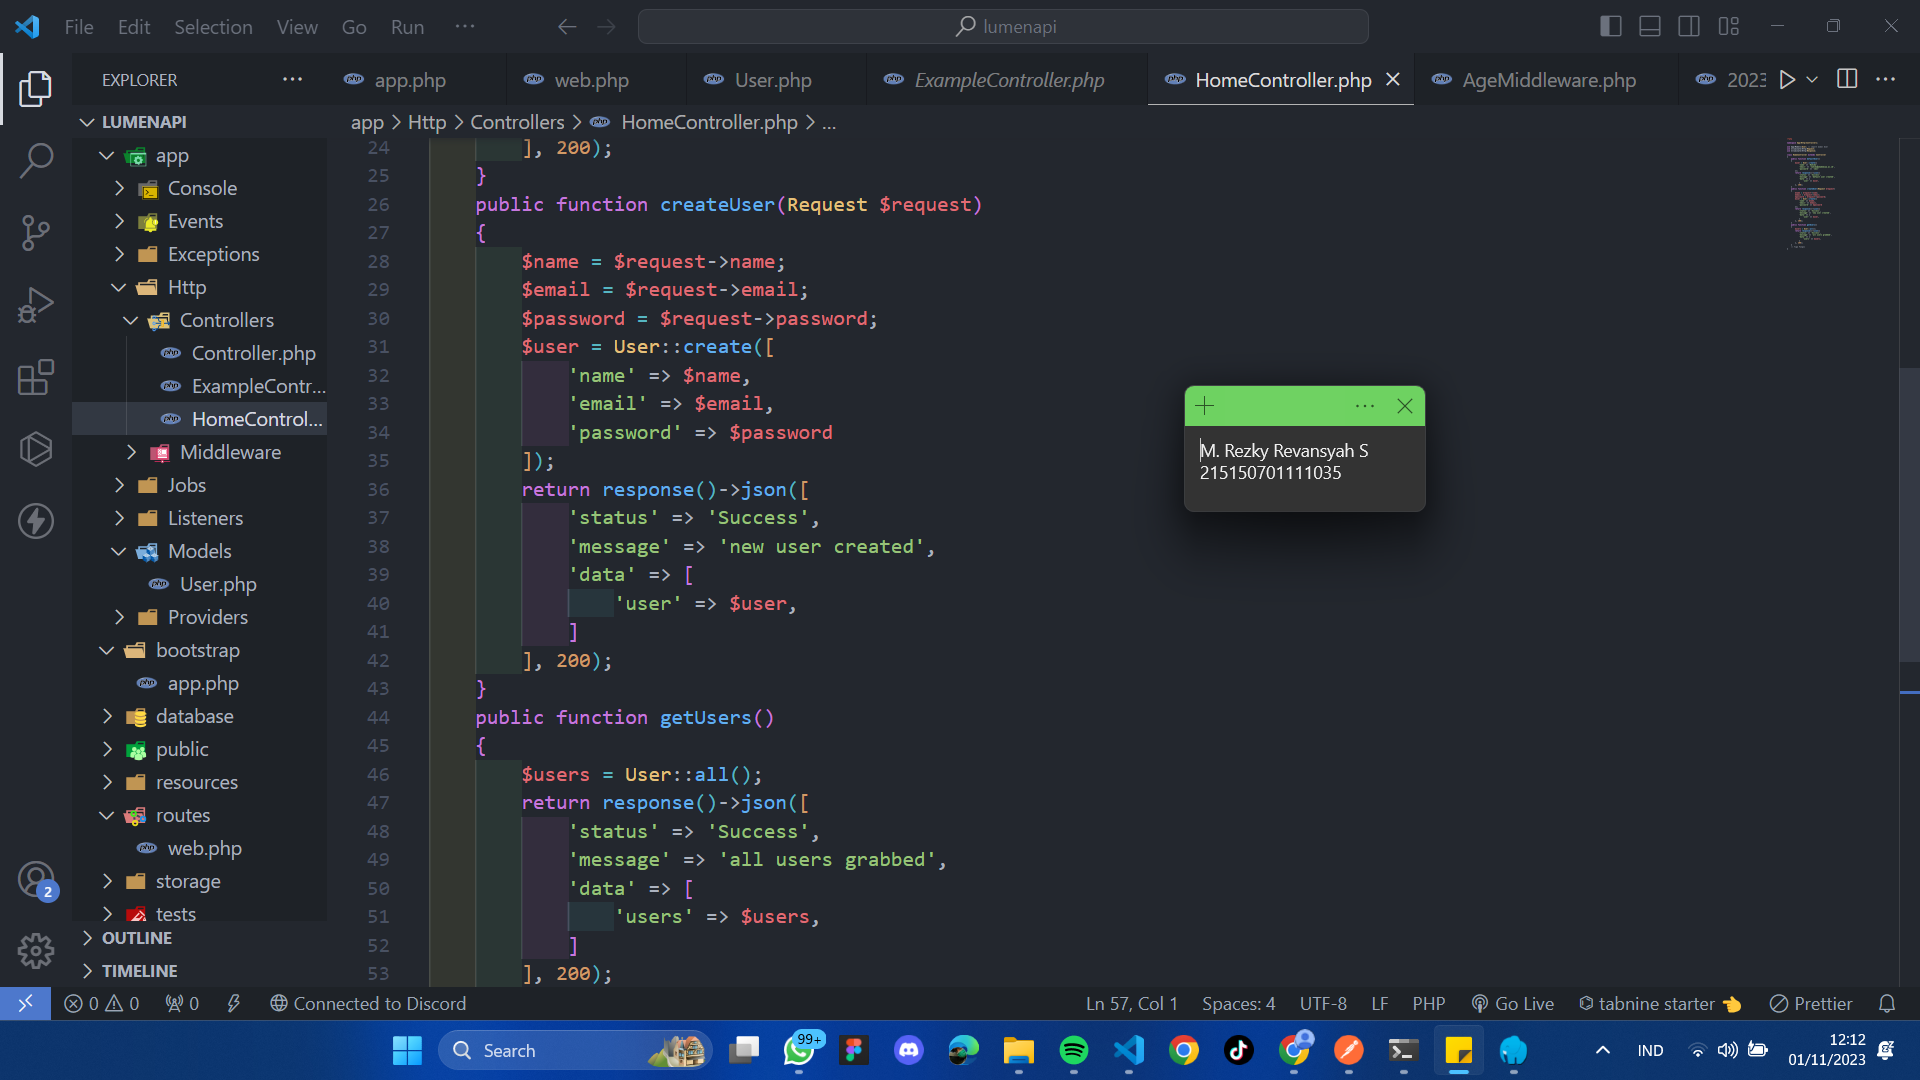 File Edit Selection View Go Run ···
lumenapi
EXPLORER ···
app.php
web.php
User.php
ExampleController.php
HomeController.php
AgeMiddleware.php
2023
LUMENAPI
app
Console
Events
Exceptions
Http
Controllers
Controller.php
ExampleContr...
HomeControl...
Middleware
Jobs
Listeners
Models
User.php
Providers
bootstrap
app.php
database
public
resources
routes
web.php
storage
tests
OUTLINE
TIMELINE
app > Http > Controllers > HomeController.php > ...
24 ], 200);
25 }
26 public function createUser(Request $request)
27 {
28 $name = $request->name;
29 $email = $request->email;
30 $password = $request->password;
31 $user = User::create([
32 'name' => $name,
33 'email' => $email,
34 'password' => $password
35 ]);
36 return response()->json([
37 'status' => 'Success',
38 'message' => 'new user created',
39 'data' => [
40 'user' => $user,
41 ]
42 ], 200);
43 }
44 public function getUsers()
45 {
46 $users = User::all();
47 return response()->json([
48 'status' => 'Success',
49 'message' => 'all users grabbed',
50 'data' => [
51 'users' => $users,
52 ]
53 ], 200);
M. Rezky Revansyah S
215150701111035
2
0 0 0 Connected to Discord
Ln 57, Col 1 Spaces: 4 UTF-8 LF PHP Go Live tabnine starter Prettier
Search
99+
IND
12:12
01/11/2023